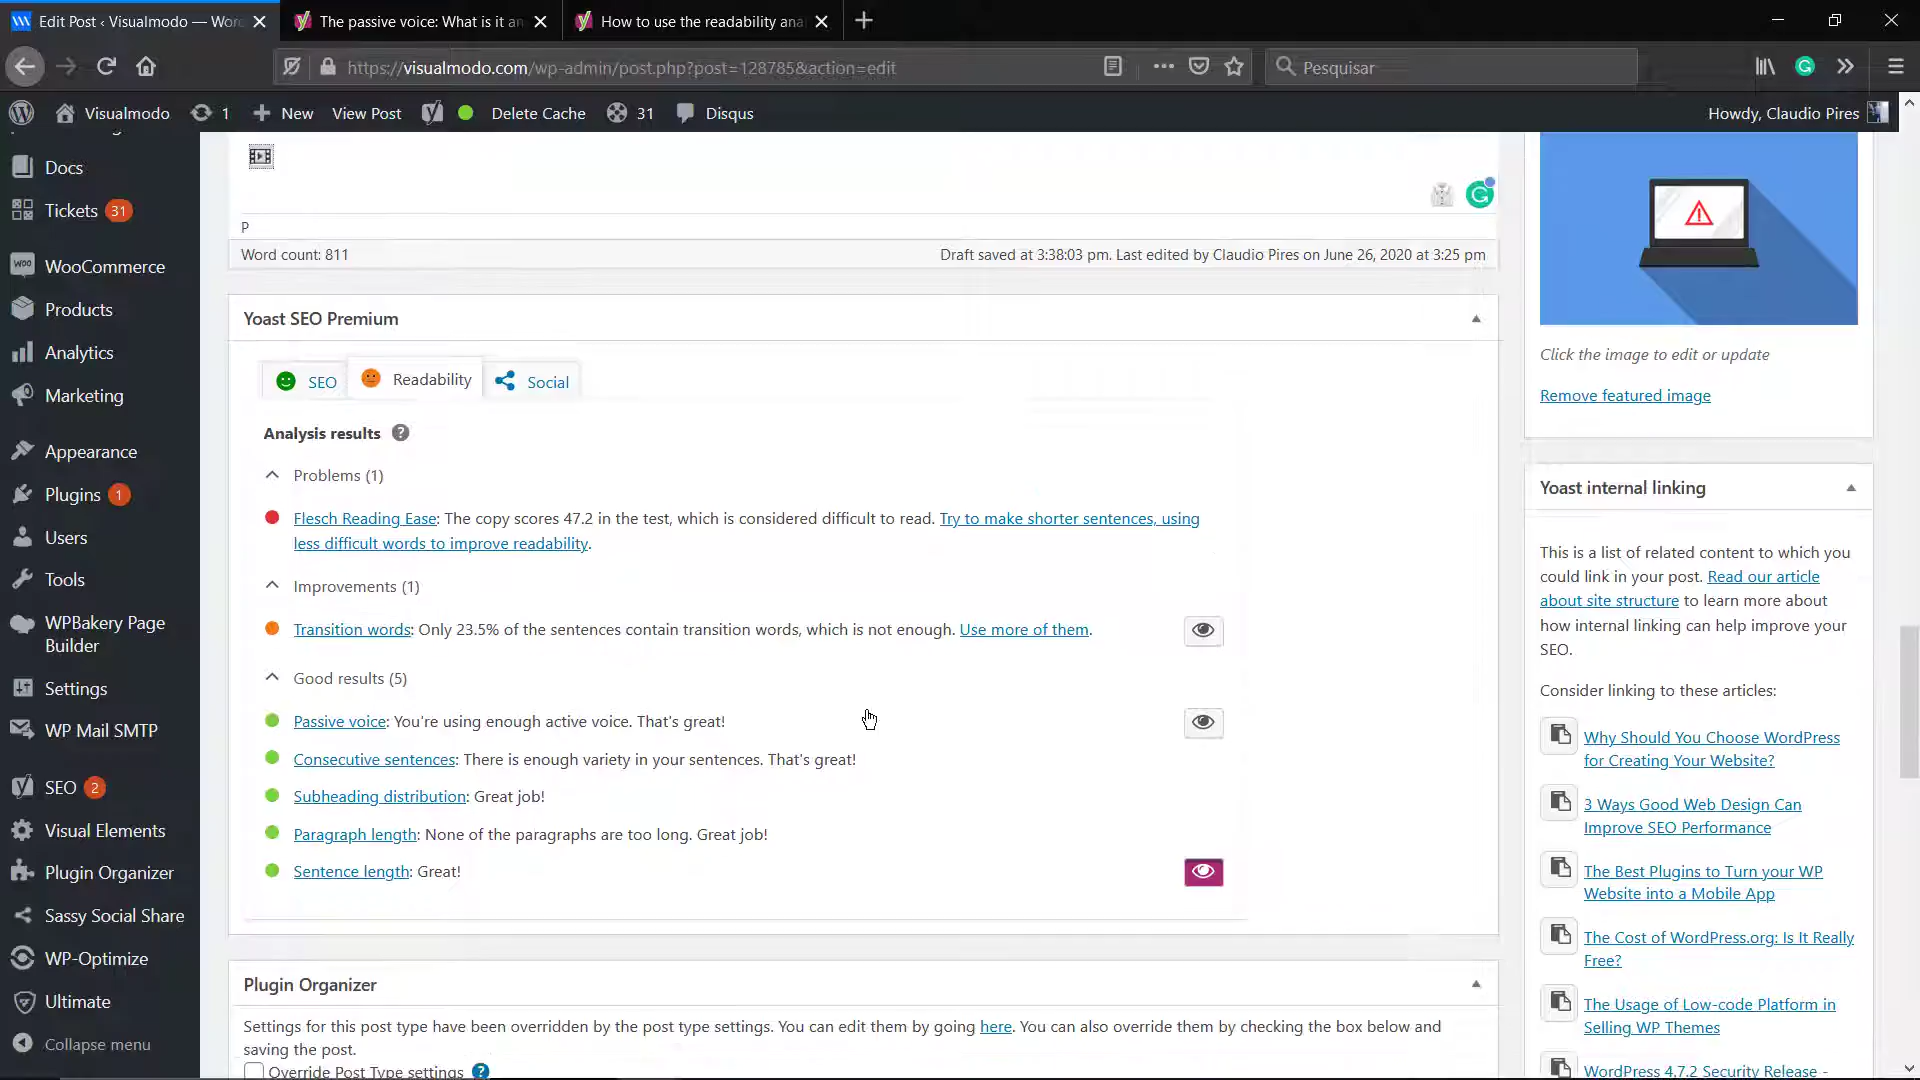 Edit Post ‹ Visualmodo — Wor
The passive voice: What is it an
How to use the readability ana
https://visualmodo.com/wp-admin/post.php?post=128785&action=edit
Pesquisar
Visualmodo
1
New
View Post
Delete Cache
31
Disqus
Howdy, Claudio Pires
Docs
Tickets 31
WooCommerce
Products
Analytics
Marketing
Appearance
Plugins 1
Users
Tools
WPBakery Page
Builder
Settings
WP Mail SMTP
SEO 2
Visual Elements
Plugin Organizer
Sassy Social Share
WP-Optimize
Ultimate
Collapse menu
P
Word count: 811
Draft saved at 3:38:03 pm. Last edited by Claudio Pires on June 26, 2020 at 3:25 pm
Yoast SEO Premium
SEO
Readability
Social
Analysis results ?
Problems (1)
Flesch Reading Ease: The copy scores 47.2 in the test, which is considered difficult to read. Try to make shorter sentences, using
less difficult words to improve readability.
Improvements (1)
Transition words: Only 23.5% of the sentences contain transition words, which is not enough. Use more of them.
Good results (5)
Passive voice: You're using enough active voice. That's great!
Consecutive sentences: There is enough variety in your sentences. That's great!
Subheading distribution: Great job!
Paragraph length: None of the paragraphs are too long. Great job!
Sentence length: Great!
Plugin Organizer
Settings for this post type have been overridden by the post type settings. You can edit them by going here. You can also override them by checking the box below and
saving the post.
Override Post Type settings ?
Click the image to edit or update
Remove featured image
Yoast internal linking
This is a list of related content to which you
could link in your post. Read our article
about site structure to learn more about
how internal linking can help improve your
SEO.
Consider linking to these articles:
Why Should You Choose WordPress
for Creating Your Website?
3 Ways Good Web Design Can
Improve SEO Performance
The Best Plugins to Turn your WP
Website into a Mobile App
The Cost of WordPress.org: Is It Really
Free?
The Usage of Low-code Platform in
Selling WP Themes
WordPress 4.7.2 Security Release -